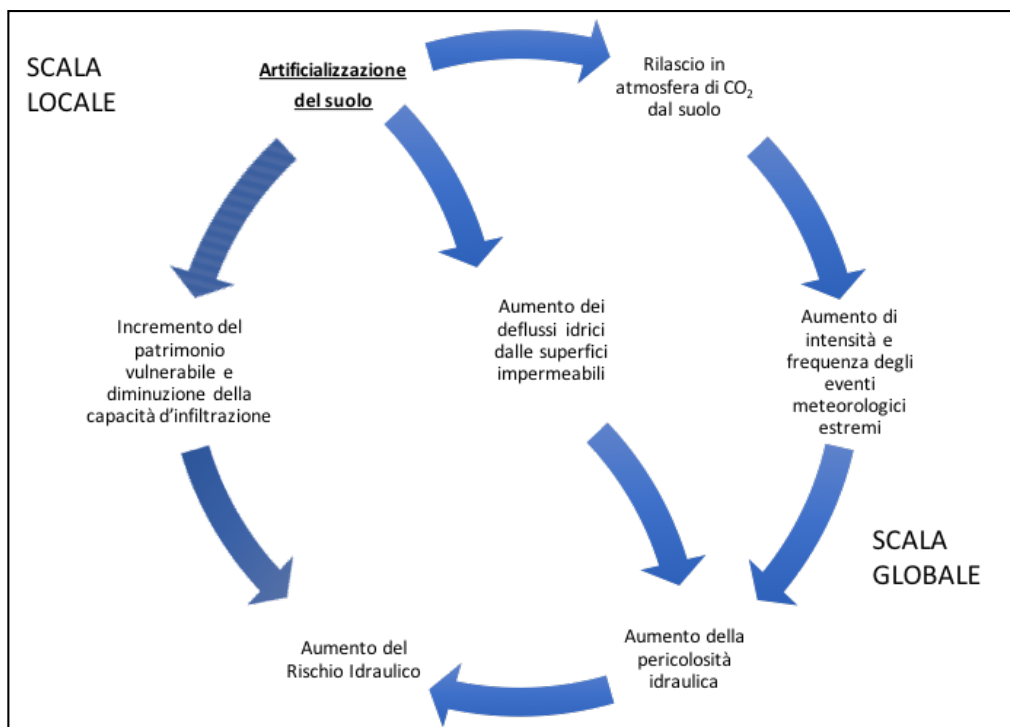 SCALA
LOCALE
Artificializzazione
del suolo
Rilascio in
atmosfera di CO₂
dal suolo
Incremento del
patrimonio
vulnerabile e
diminuzione della
capacità d'infiltrazione
Aumento dei
deflussi idrici
dalle superfici
impermeabili
Aumento di
intensità e
frequenza degli
eventi
meteorologici
estremi
SCALA
GLOBALE
Aumento del
Rischio Idraulico
Aumento della
pericolosità
idraulica